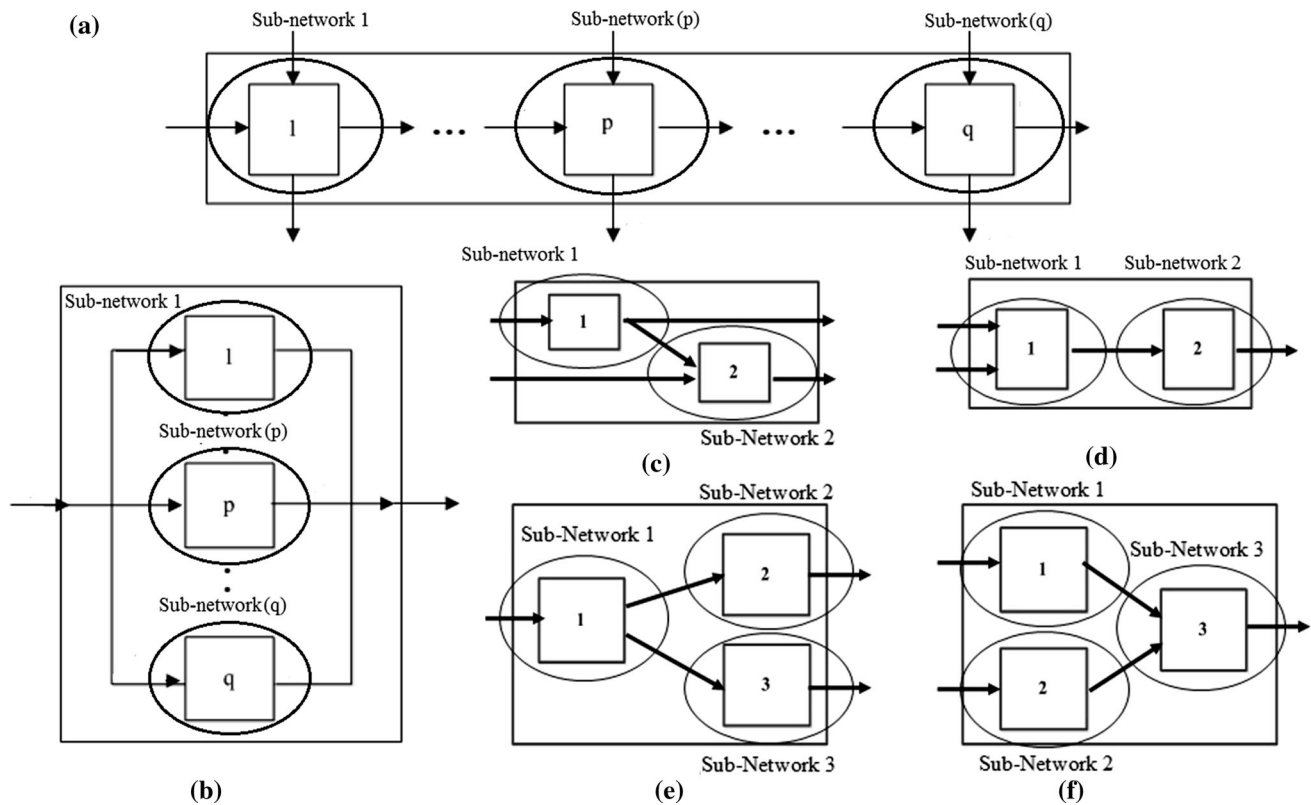 (a)
Sub-network 1
Sub-network (p)
Sub-network (q)
1
...
p
...
q
Sub-network 1
1
Sub-network (p)
p
Sub-network (q)
q
(b)
Sub-network 1
1
2
Sub-Network 2
(c)
Sub-network 1
Sub-network 2
1
2
(d)
Sub-Network 2
Sub-Network 1
2
1
3
Sub-Network 3
(e)
Sub-Network 1
1
Sub-Network 3
3
2
Sub-Network 2
(f)